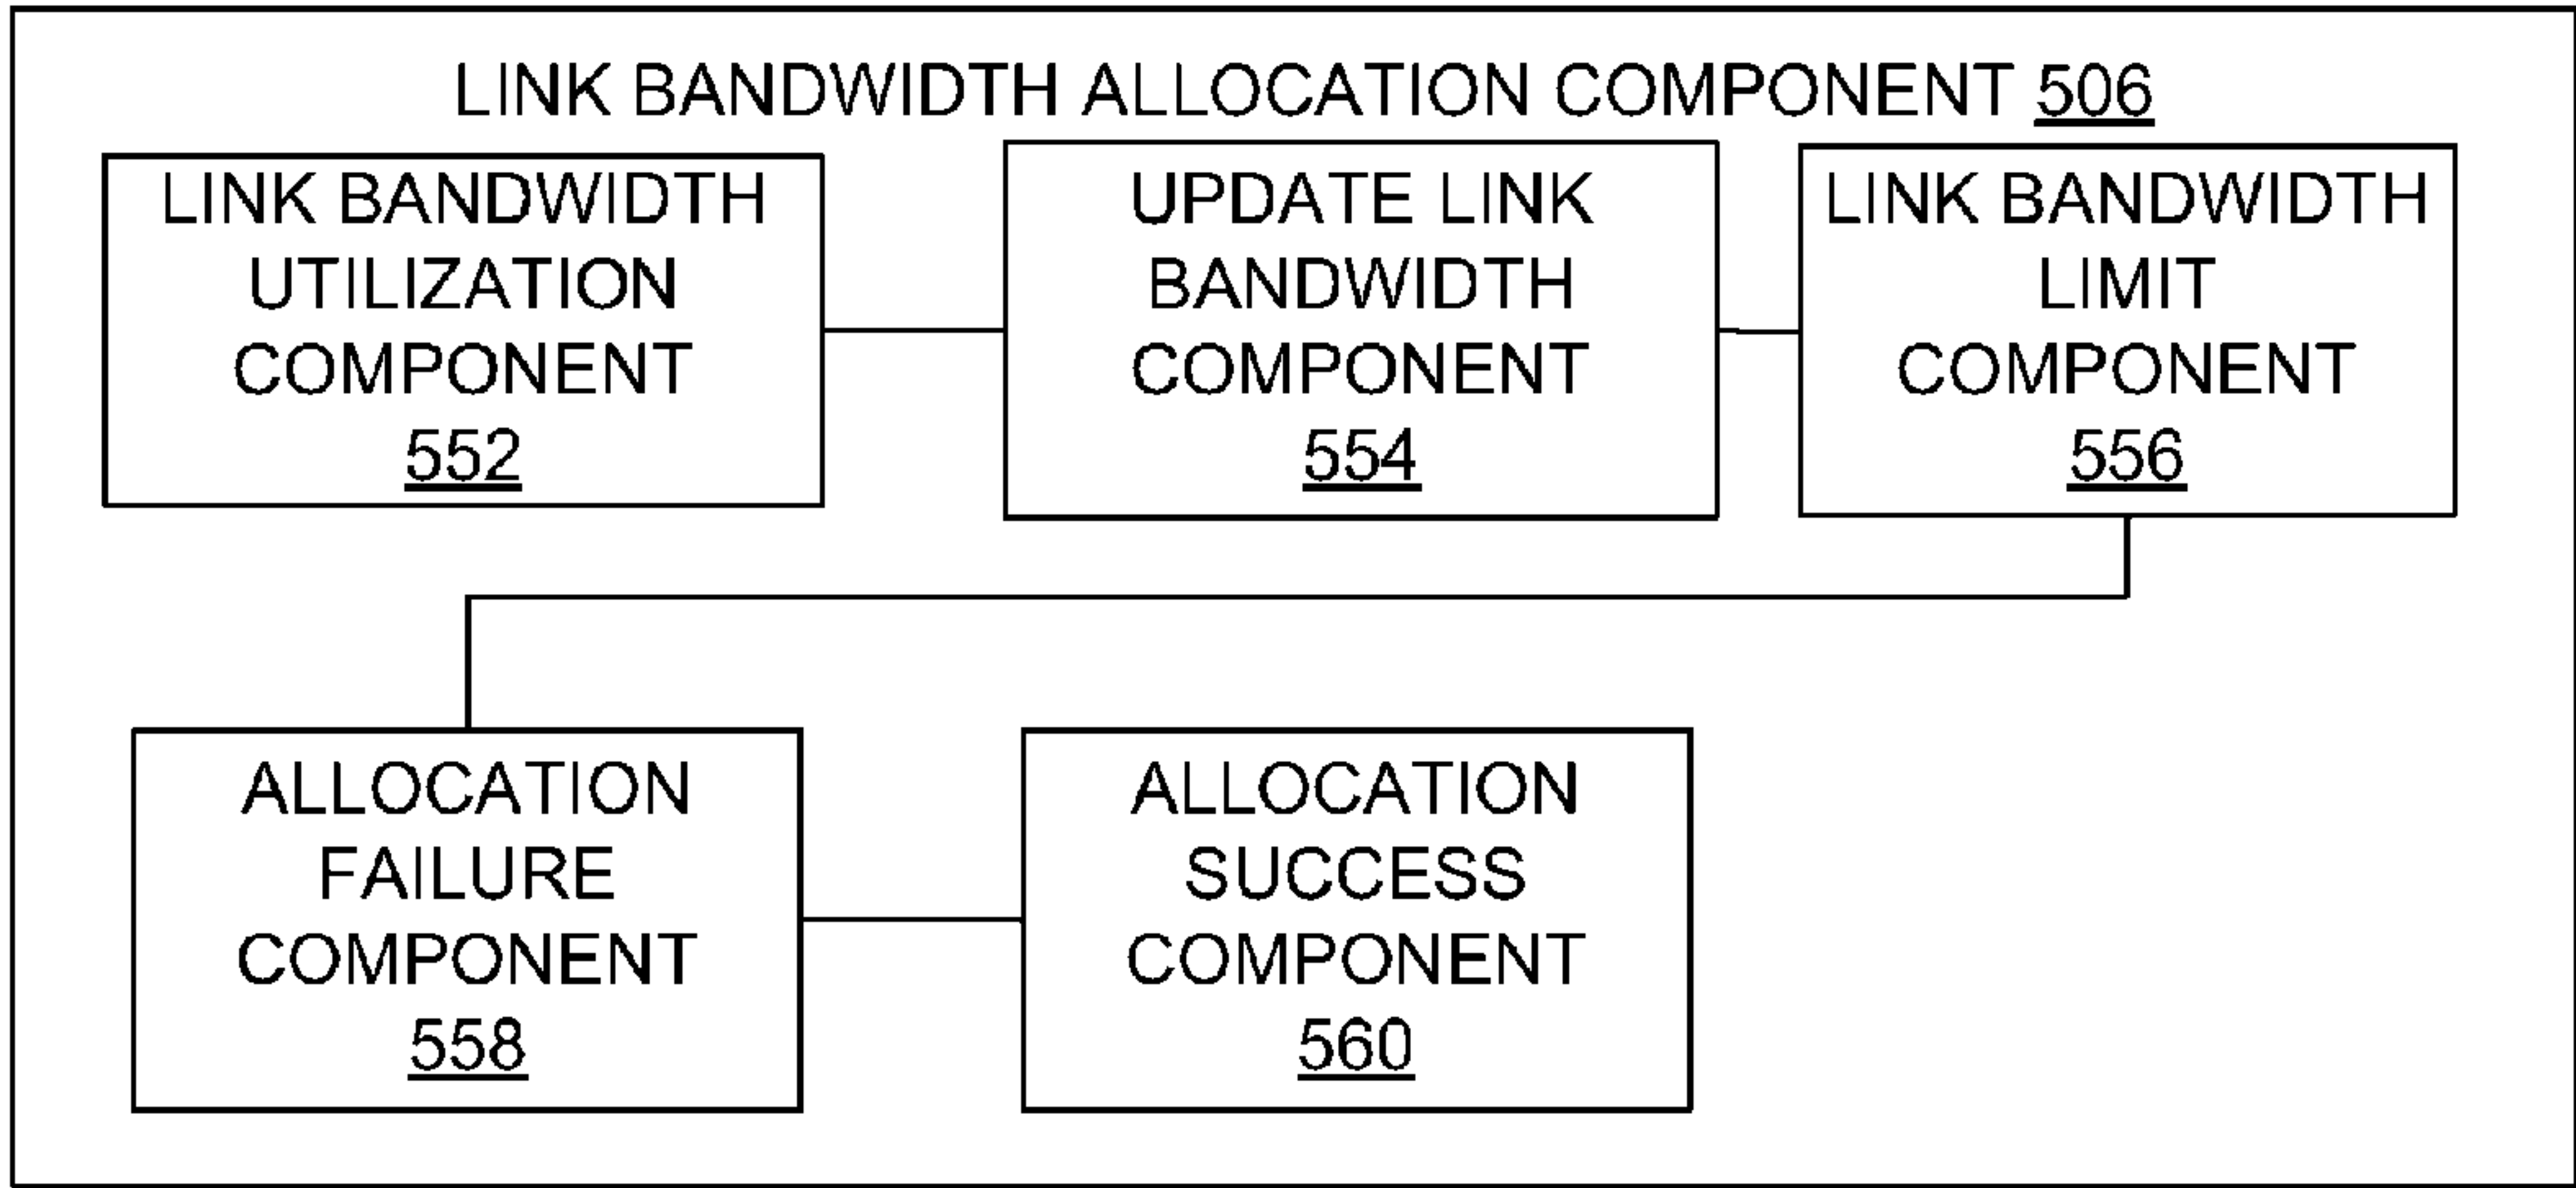 LINK BANDWIDTH ALLOCATION COMPONENT 506
LINK BANDWIDTH
UTILIZATION
COMPONENT
552
UPDATE LINK
BANDWIDTH
COMPONENT
554
LINK BANDWIDTH
LIMIT
COMPONENT
556
ALLOCATION
FAILURE
COMPONENT
558
ALLOCATION
SUCCESS
COMPONENT
560